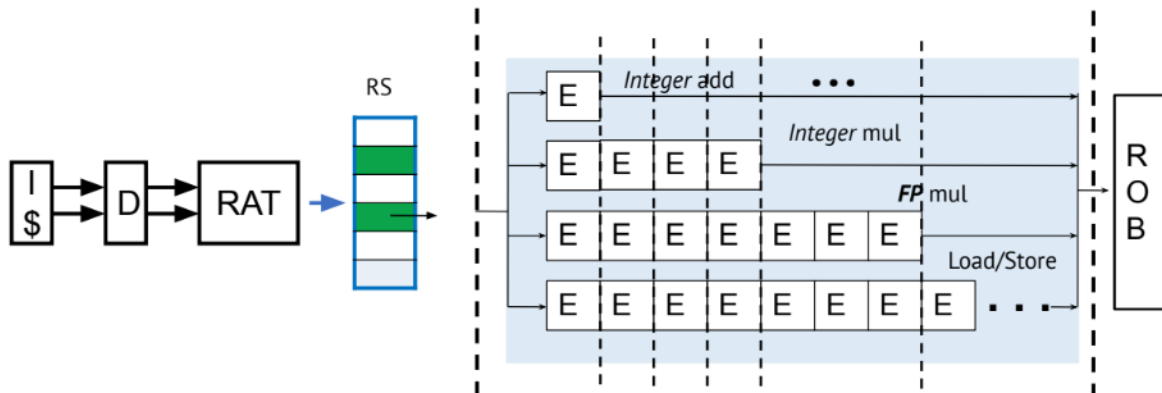 I
$
D
RAT
RS
E
Integer add
...
E E E E
Integer mul
E E E E E E E
FP mul
E E E E E E E E
Load/Store
...
R
O
B